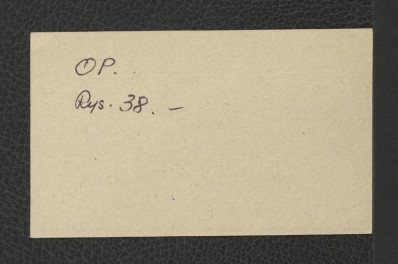 OP.
Rys. 38. –